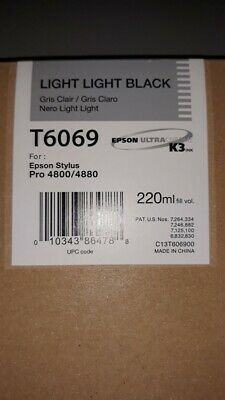 LIGHT LIGHT BLACK
Gris Clair / Gris Claro
Nero Light Light
T6069
EPSON ULTRA
K3 INK
For :
Epson Stylus
Pro 4800/4880
220ml fill vol.
PAT. U.S. Nos. 7,264,334
7,246,882
7,125,100
6,832,830
0 10343 86478 8
UPC code
C13T606900
MADE IN CHINA